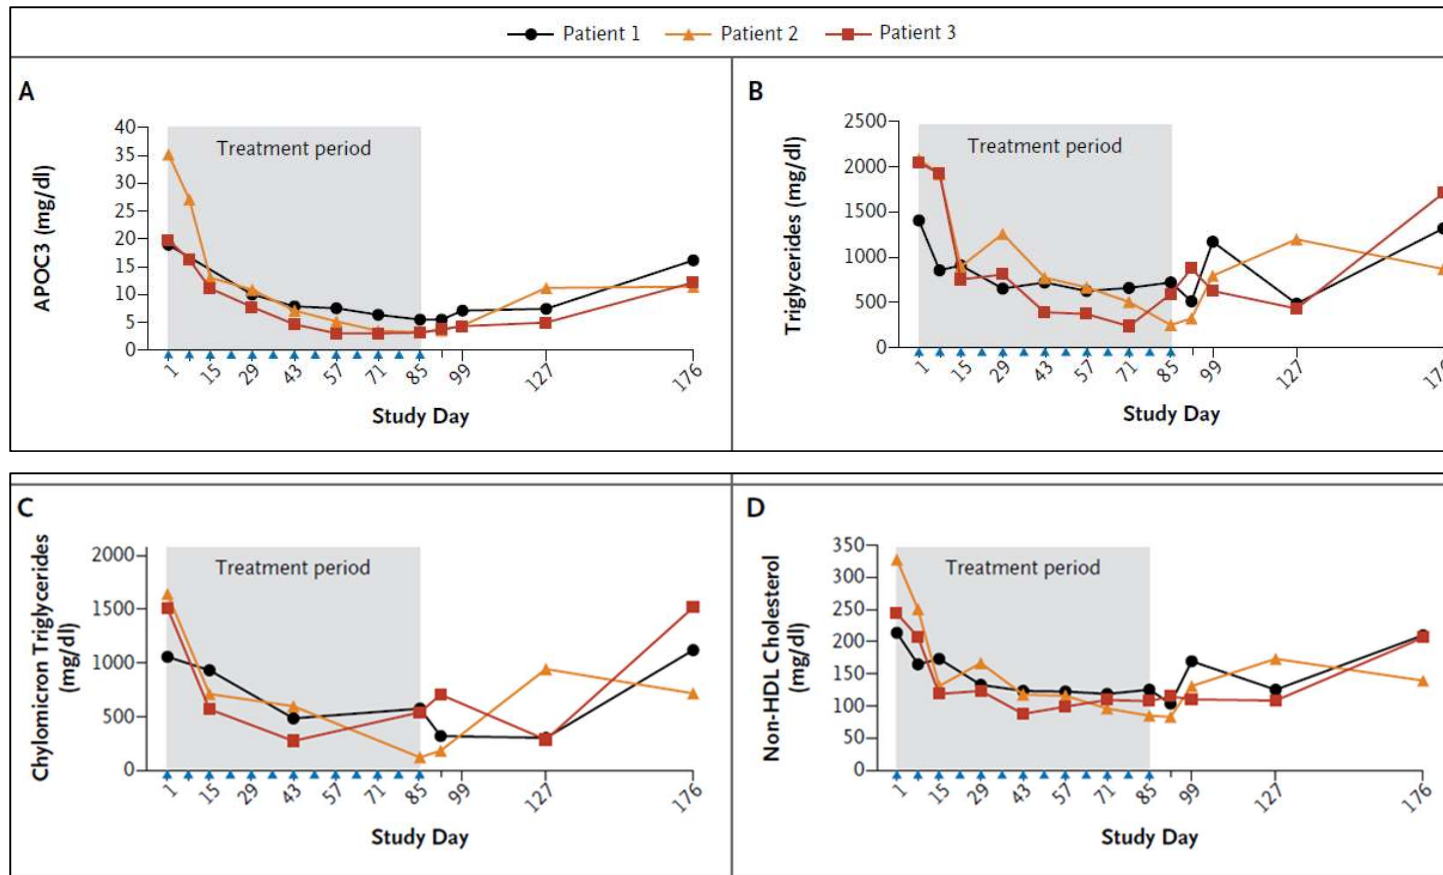 Patient 1 Patient 2 Patient 3
A
APOC3 (mg/dl)
40
35
30
25
20
15
10
5
0
Treatment period
1 15 29 43 57 71 85 99 127 176
Study Day
B
Triglycerides (mg/dl)
2500
2000
1500
1000
500
0
Treatment period
1 15 29 43 57 71 85 99 127 176
Study Day
C
Chylomicron Triglycerides
(mg/dl)
2000
1500
1000
500
0
Treatment period
1 15 29 43 57 71 85 99 127 176
Study Day
D
Non-HDL Cholesterol
(mg/dl)
350
300
250
200
150
100
50
0
Treatment period
1 15 29 43 57 71 85 99 127 176
Study Day